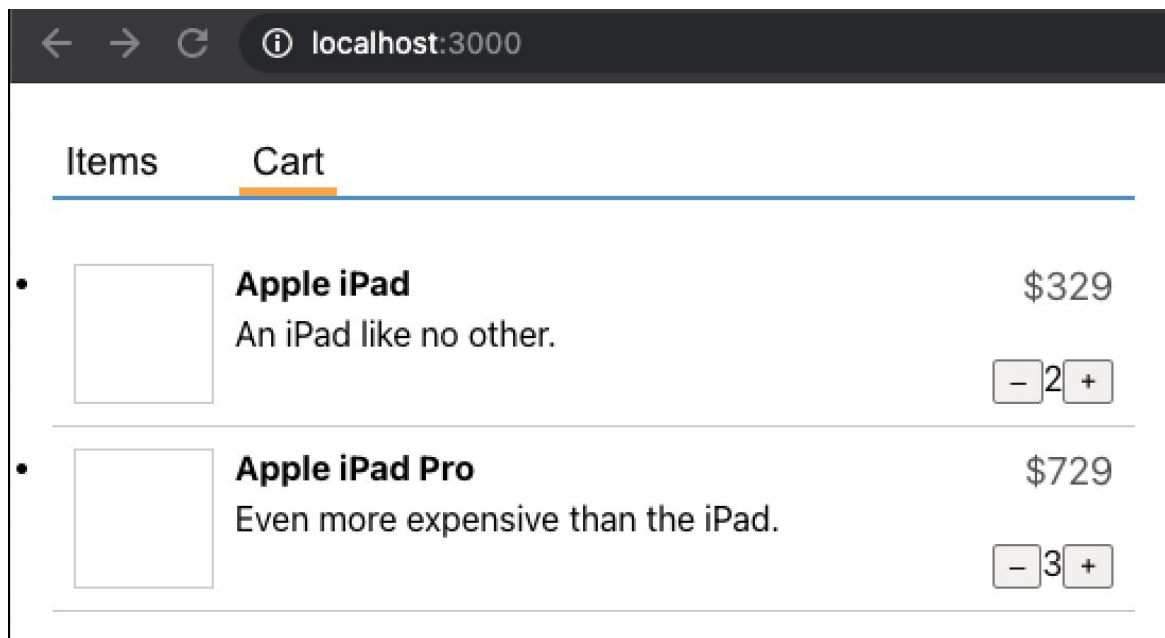 localhost:3000
Items Cart
• Apple iPad $329
An iPad like no other.
– 2 +
• Apple iPad Pro $729
Even more expensive than the iPad.
– 3 +